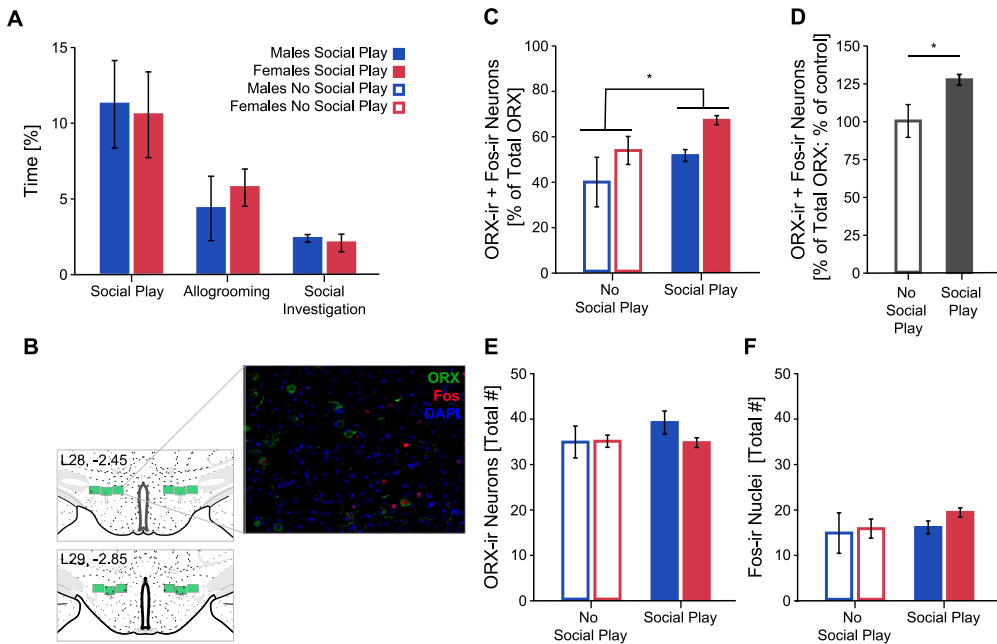 A
Time [%]
15
10
5
0
Males Social Play
Females Social Play
Males No Social Play
Females No Social Play
Social Play
Allogrooming
Social
Investigation
B
L28, -2.45
L29, -2.85
ORX
Fos
DAPI
C
ORX-ir + Fos-ir Neurons
[% of Total ORX]
100
80
60
40
20
0
*
No
Social Play
Social Play
D
ORX-ir + Fos-ir Neurons
[% of Total ORX; % of control]
150
125
100
75
50
25
0
*
No
Social
Play
Social
Play
E
ORX-ir Neurons [Total #]
50
40
30
20
10
0
No
Social Play
Social Play
F
Fos-ir Nuclei [Total #]
50
40
30
20
10
0
No
Social Play
Social Play